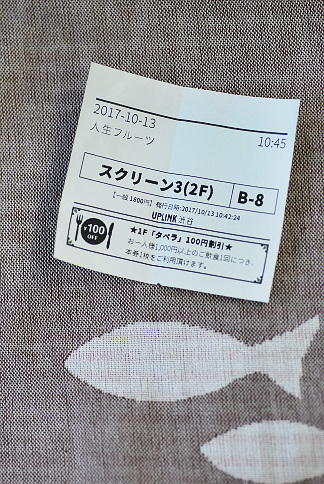 2017-10-13
人生フルーツ
10:45
スクリーン3(2F) B-8
【一般 1800円】 発行日時:2017/10/13 10:42:24
UPLINK 渋谷
¥100 OFF
★1F「タベラ」100円割引★
お一人様1,000円以上のご飲食1回につき、
本券1枚をご利用頂けます。